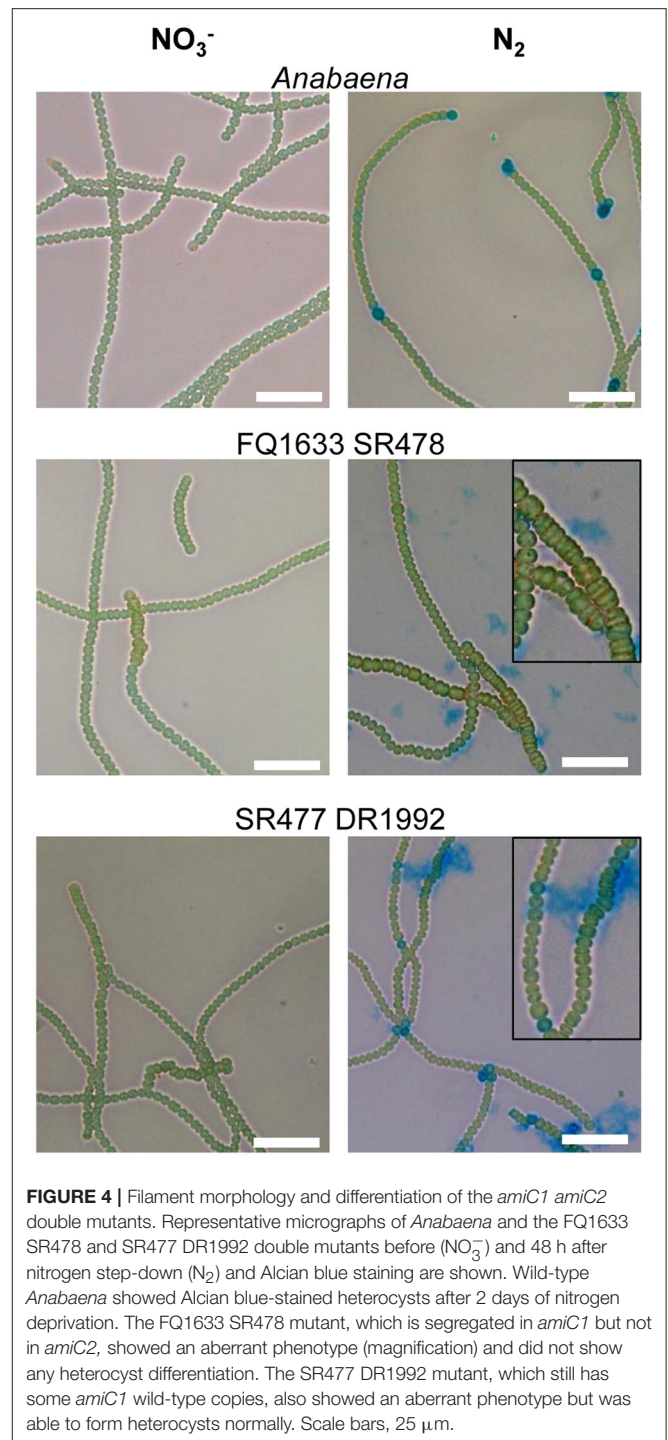 NO₃⁻ N₂
Anabaena
FQ1633 SR478
SR477 DR1992
FIGURE 4 | Filament morphology and differentiation of the amiC1 amiC2
double mutants. Representative micrographs of Anabaena and the FQ1633
SR478 and SR477 DR1992 double mutants before (NO₃⁻) and 48 h after
nitrogen step-down (N₂) and Alcian blue staining are shown. Wild-type
Anabaena showed Alcian blue-stained heterocysts after 2 days of nitrogen
deprivation. The FQ1633 SR478 mutant, which is segregated in amiC1 but not
in amiC2, showed an aberrant phenotype (magnification) and did not show
any heterocyst differentiation. The SR477 DR1992 mutant, which still has
some amiC1 wild-type copies, also showed an aberrant phenotype but was
able to form heterocysts normally. Scale bars, 25 μm.